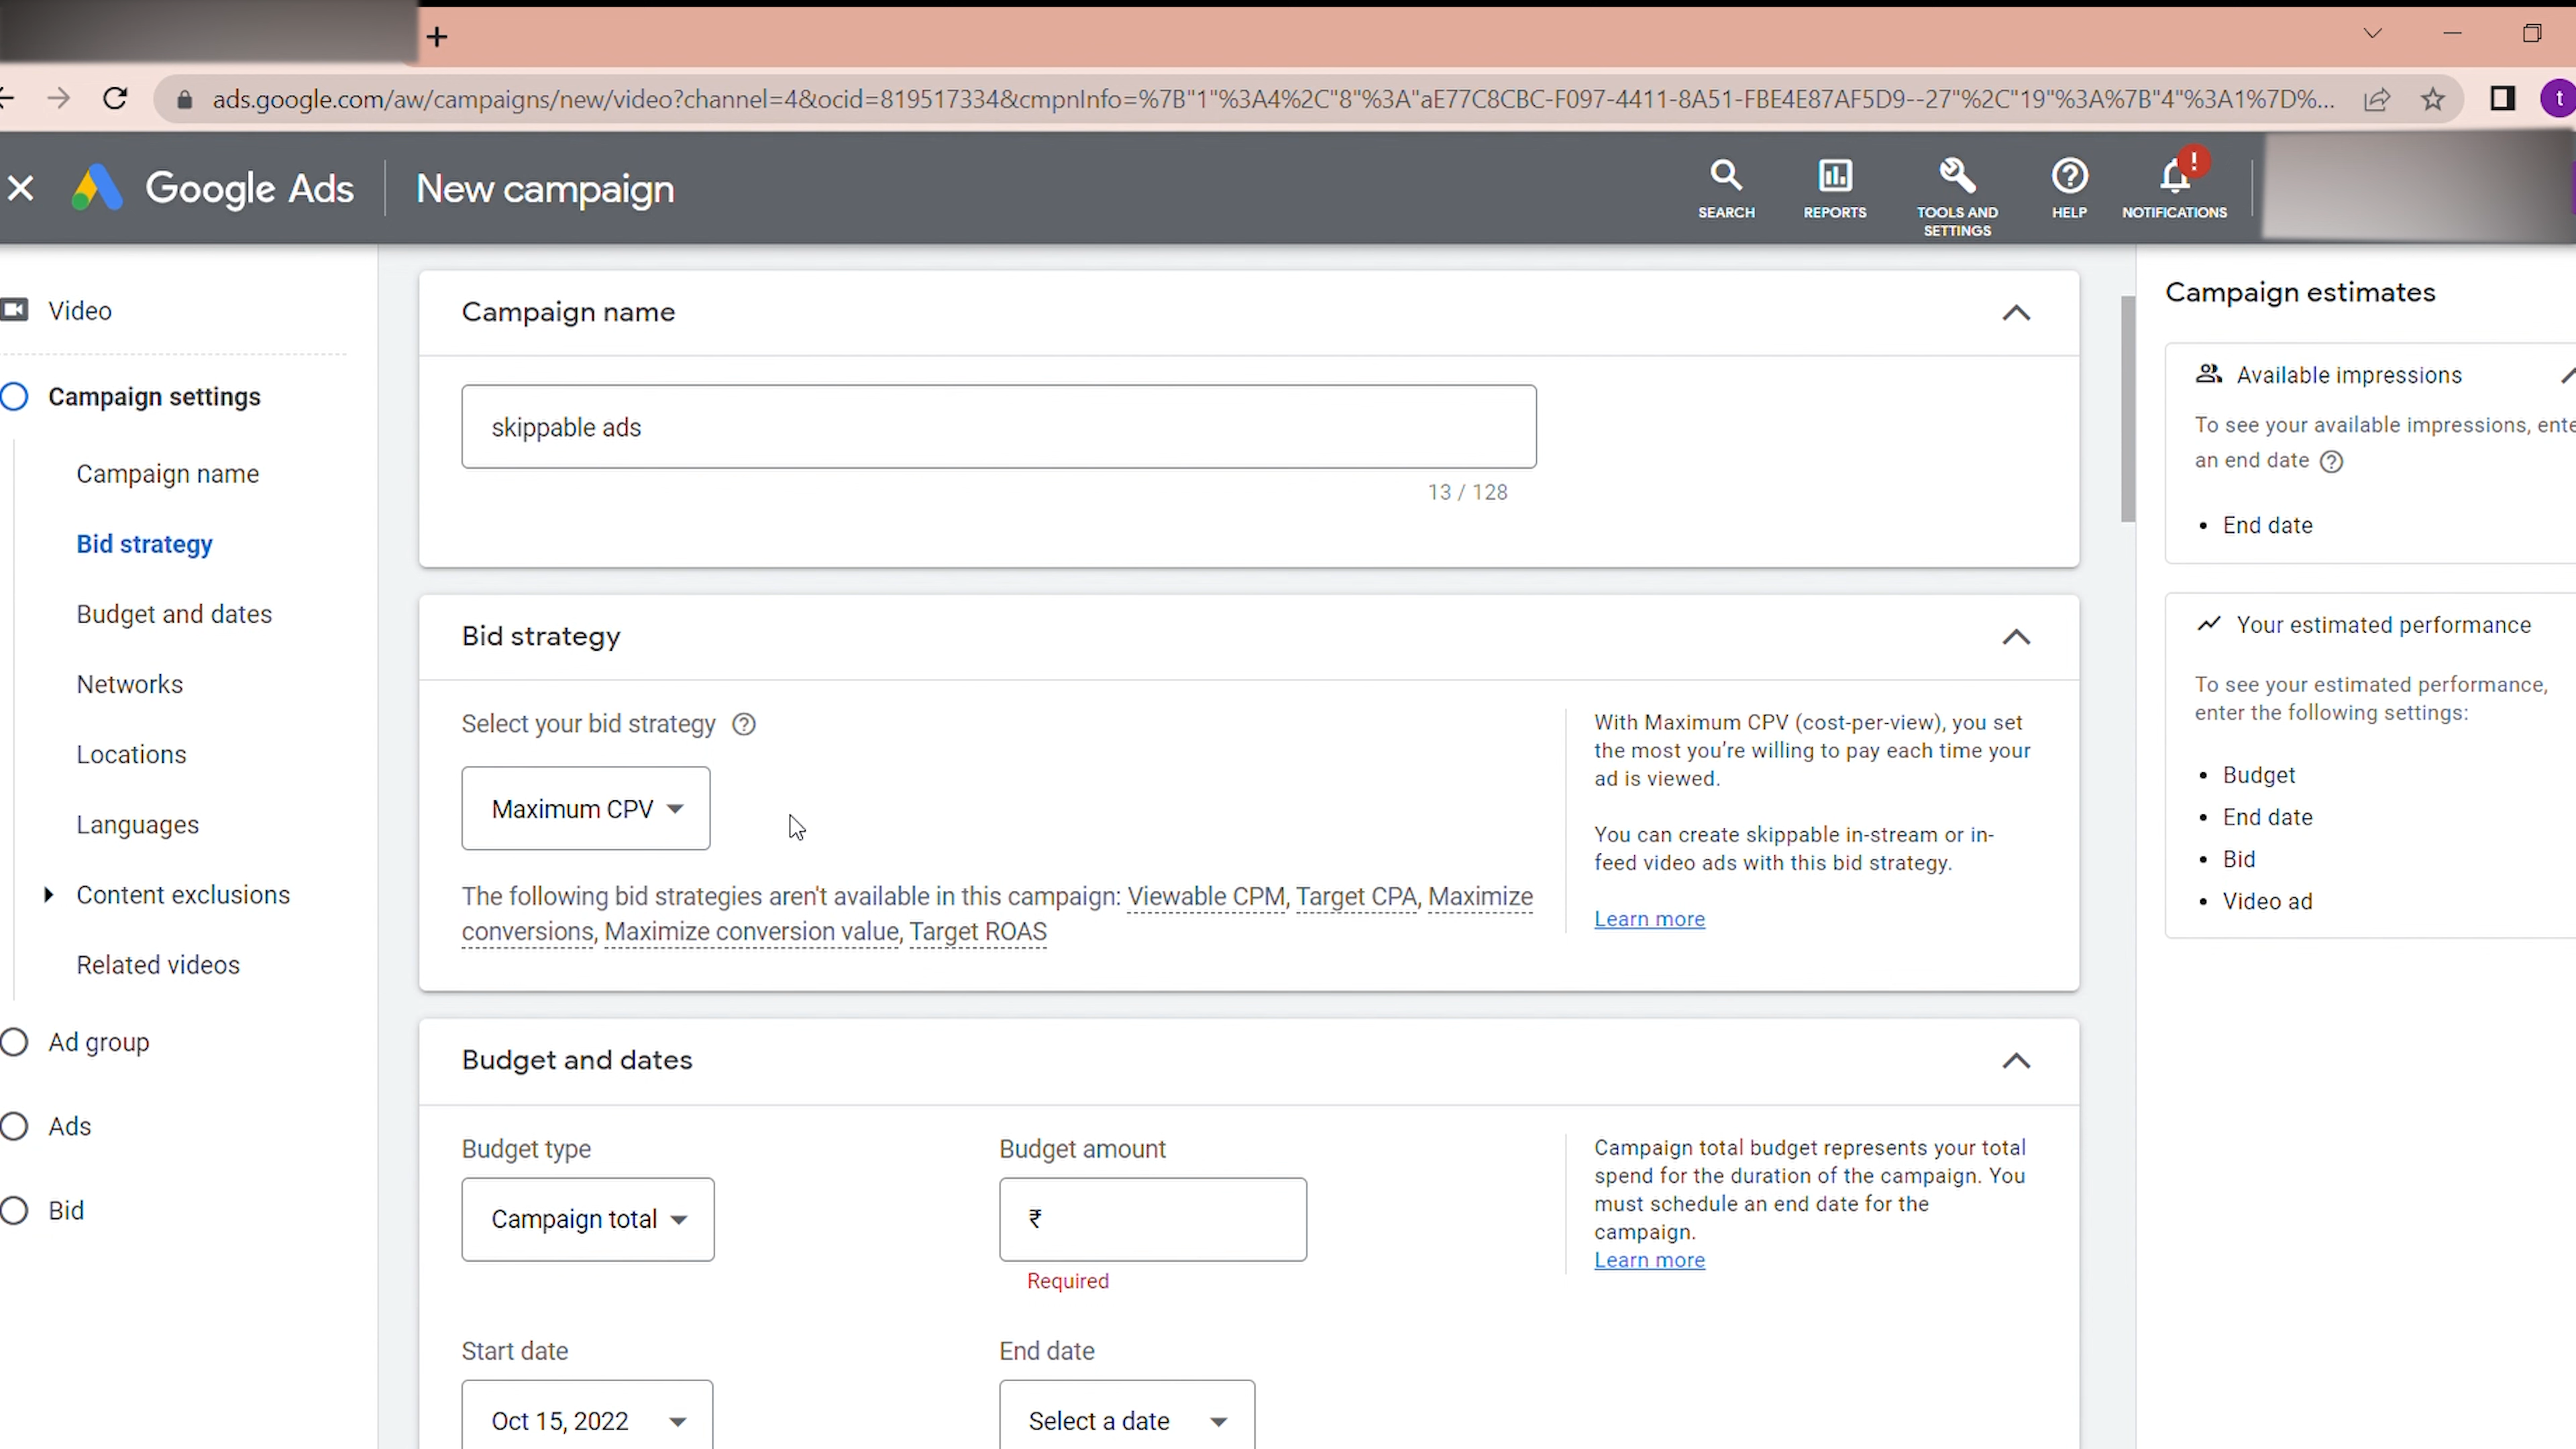 ads.google.com/aw/campaigns/new/video?channel=4&ocid=819517334&cmpnInfo=%7B"1"%3A4%2C"8"%3A"aE77C8CBC-F097-4411-8A51-FBE4E87AF5D9--27"%2C"19"%3A%7B"4"%3A1%7D%...
t
Google Ads
New campaign
SEARCH
REPORTS
TOOLS AND
SETTINGS
HELP
!
NOTIFICATIONS
Video
Campaign settings
Campaign name
Bid strategy
Budget and dates
Networks
Locations
Languages
Content exclusions
Related videos
Ad group
Ads
Bid
Campaign name
skippable ads
13 / 128
Bid strategy
Select your bid strategy
Maximum CPV
The following bid strategies aren't available in this campaign: Viewable CPM, Target CPA, Maximize
conversions, Maximize conversion value, Target ROAS
With Maximum CPV (cost-per-view), you set
the most you're willing to pay each time your
ad is viewed.
You can create skippable in-stream or in-
feed video ads with this bid strategy.
Learn more
Budget and dates
Budget type
Campaign total
Budget amount
₹
Required
Campaign total budget represents your total
spend for the duration of the campaign. You
must schedule an end date for the
campaign.
Learn more
Start date
Oct 15, 2022
End date
Select a date
Campaign estimates
Available impressions
To see your available impressions, ente
an end date
• End date
Your estimated performance
To see your estimated performance,
enter the following settings:
• Budget
• End date
• Bid
• Video ad